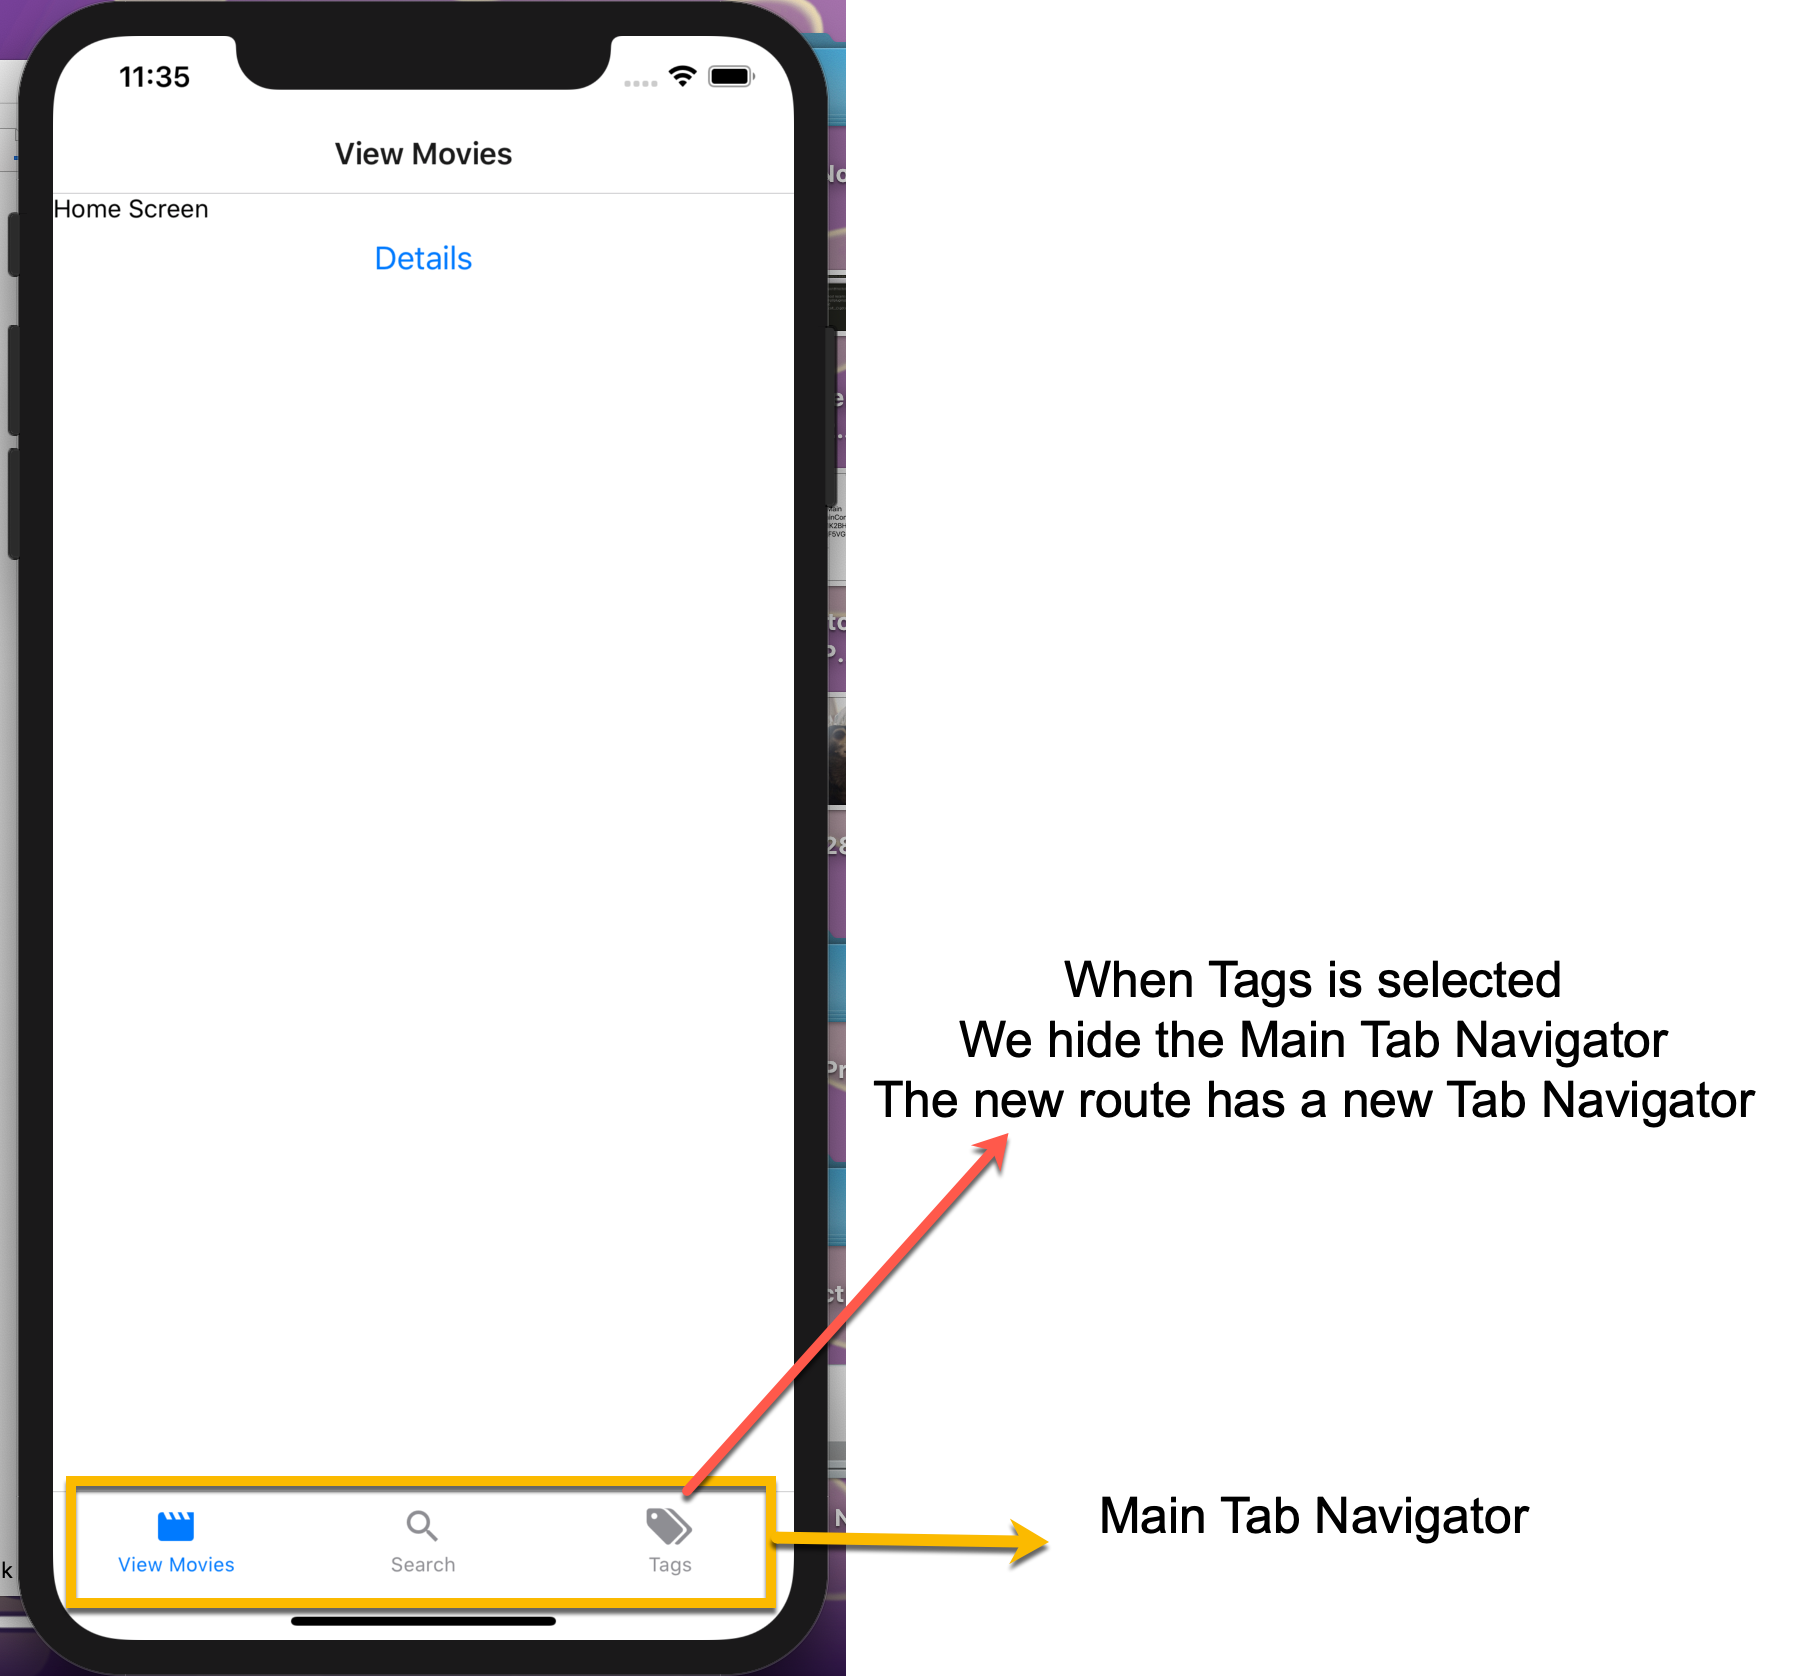 11:35
View Movies
Home Screen
Details
When Tags is selected
We hide the Main Tab Navigator
The new route has a new Tab Navigator
Main Tab Navigator
View Movies
Search
Tags
k